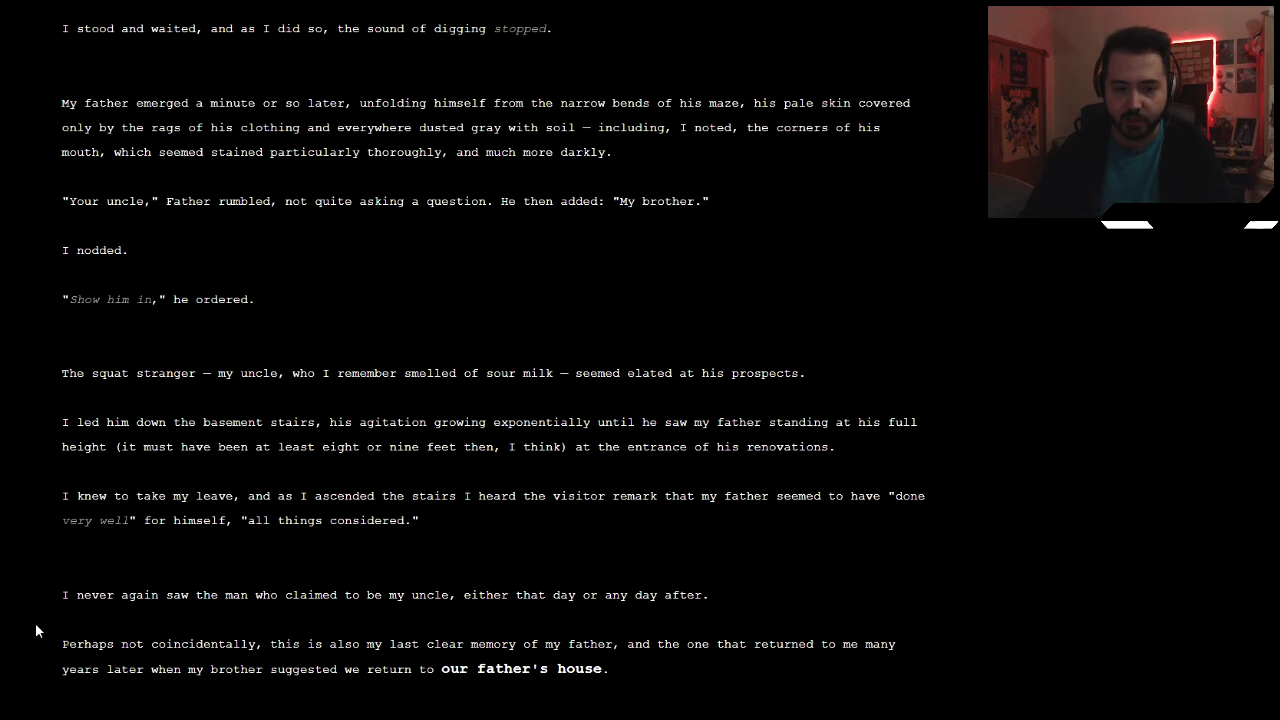 I stood and waited, and as I did so, the sound of digging stopped.
My father emerged a minute or so later, unfolding himself from the narrow bends of his maze, his pale skin covered
only by the rags of his clothing and everywhere dusted gray with soil — including, I noted, the corners of his
mouth, which seemed stained particularly thoroughly, and much more darkly.
"Your uncle," Father rumbled, not quite asking a question. He then added: "My brother."
I nodded.
"Show him in," he ordered.
The squat stranger — my uncle, who I remember smelled of sour milk — seemed elated at his prospects.
I led him down the basement stairs, his agitation growing exponentially until he saw my father standing at his full
height (it must have been at least eight or nine feet then, I think) at the entrance of his renovations.
I knew to take my leave, and as I ascended the stairs I heard the visitor remark that my father seemed to have "done
very well" for himself, "all things considered."
I never again saw the man who claimed to be my uncle, either that day or any day after.
Perhaps not coincidentally, this is also my last clear memory of my father, and the one that returned to me many
years later when my brother suggested we return to our father's house.